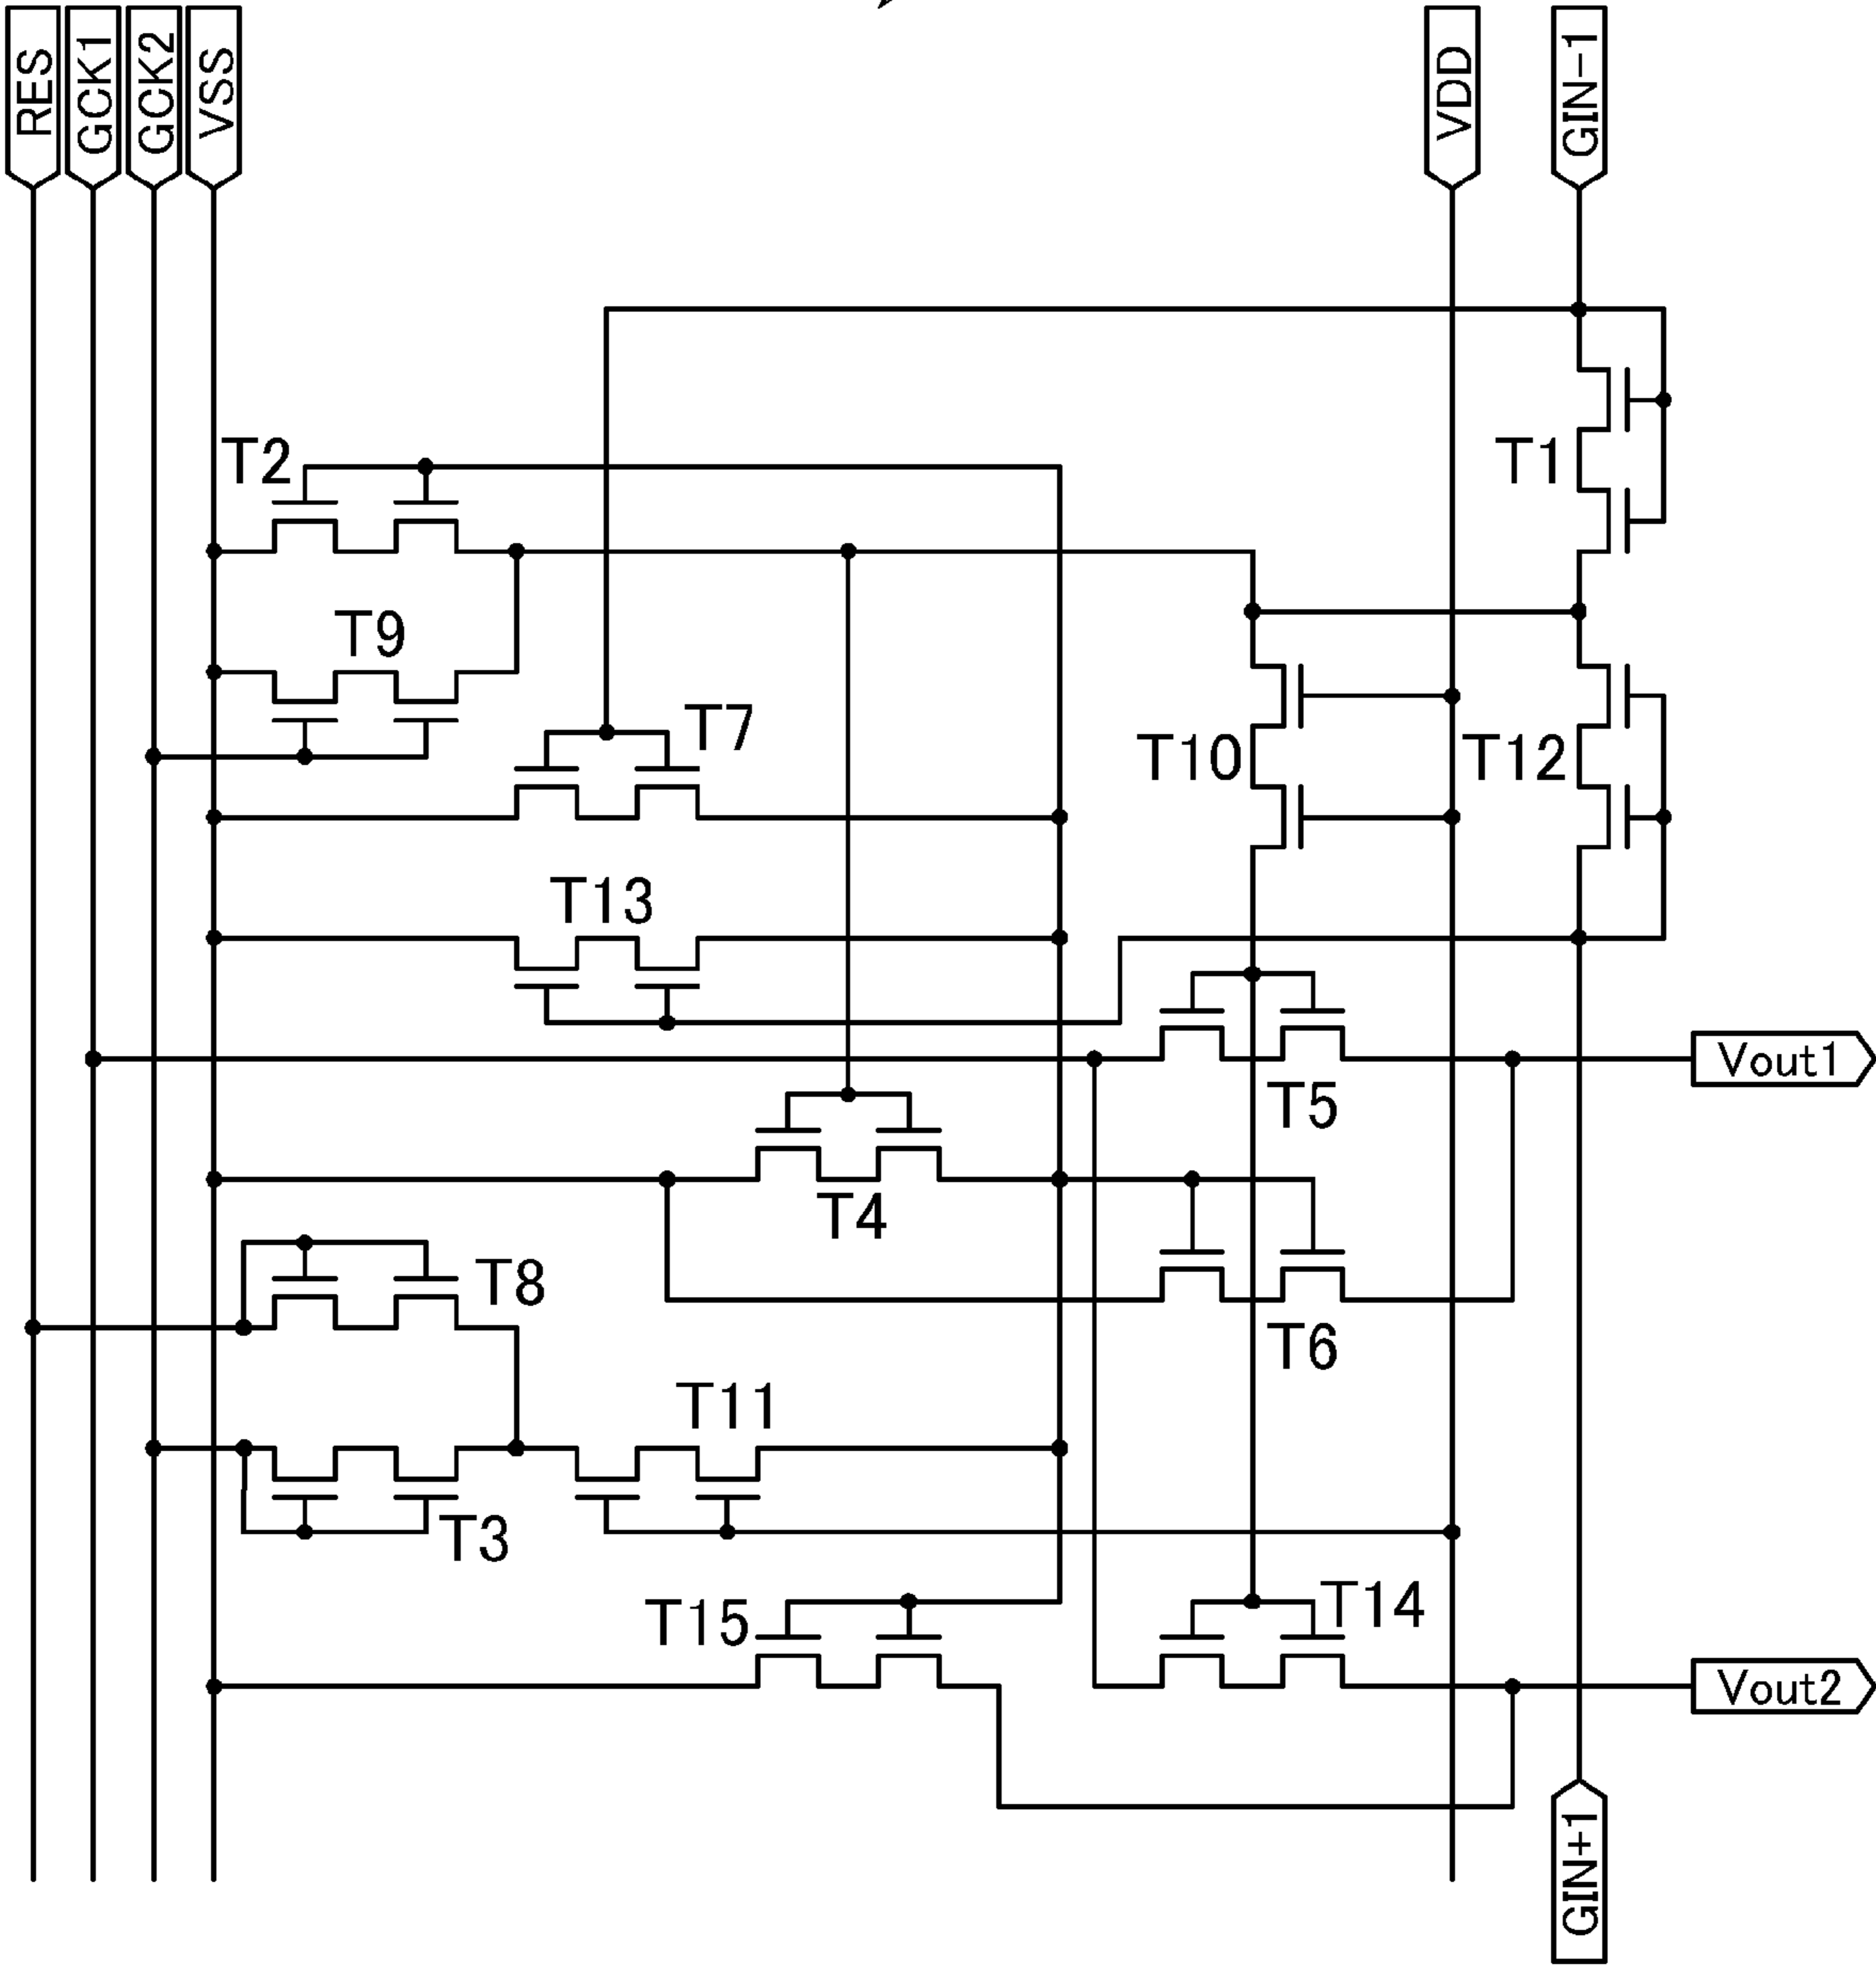 RES
GCK1
GCK2
VSS
VDD
GIN-1
T2
T1
T9
T7
T10
T12
T13
Vout1
T5
T4
T8
T6
T11
T3
T15
T14
Vout2
GIN+1